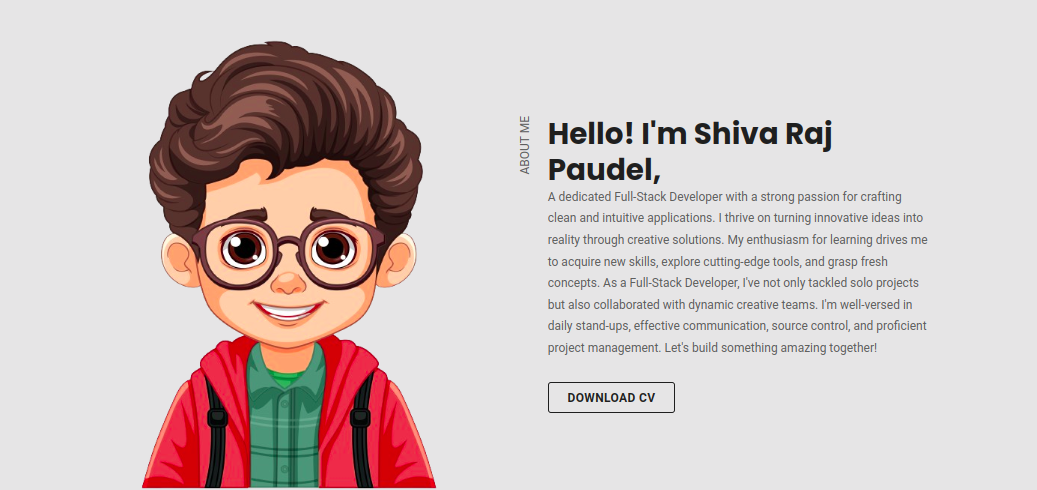 ABOUT ME
Hello! I'm Shiva Raj
Paudel,
A dedicated Full-Stack Developer with a strong passion for crafting
clean and intuitive applications. I thrive on turning innovative ideas into
reality through creative solutions. My enthusiasm for learning drives me
to acquire new skills, explore cutting-edge tools, and grasp fresh
concepts. As a Full-Stack Developer, I've not only tackled solo projects
but also collaborated with dynamic creative teams. I'm well-versed in
daily stand-ups, effective communication, source control, and proficient
project management. Let's build something amazing together!
DOWNLOAD CV